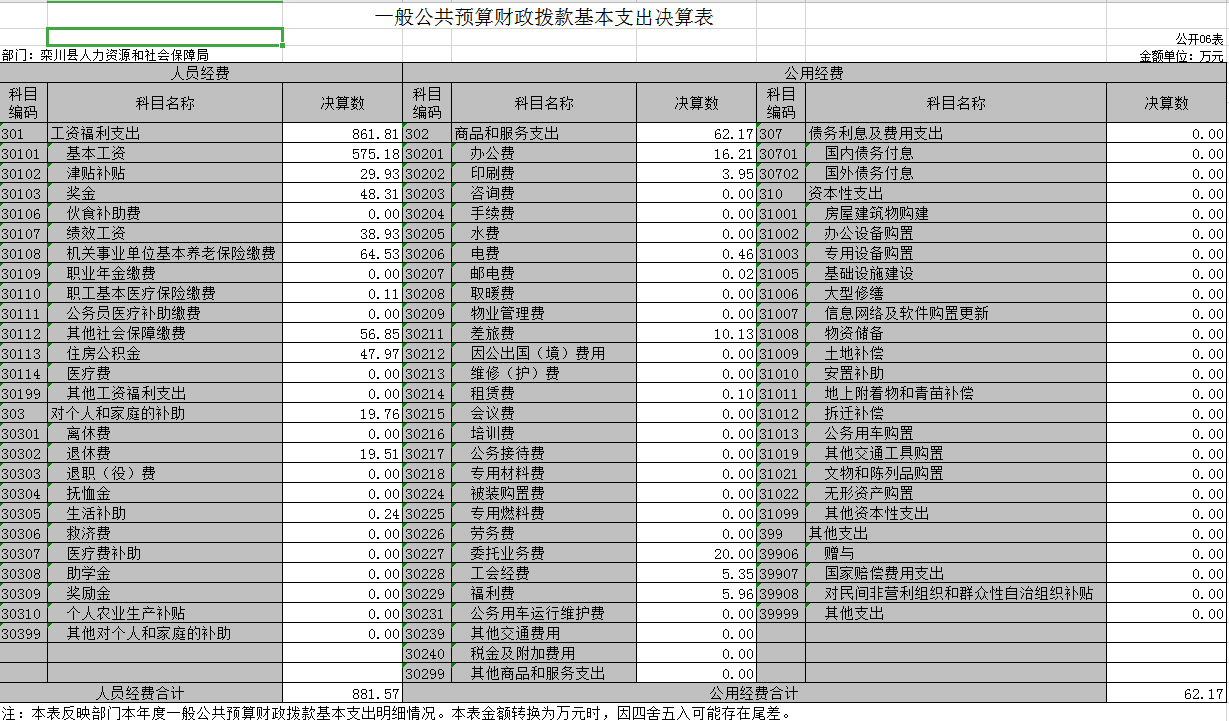 一般公共预算财政拨款基本支出决算表
公开06表
部门：栾川县人力资源和社会保障局 金额单位：万元
人员经费 公用经费
科目编码 科目名称 决算数 科目编码 科目名称 决算数 科目编码 科目名称 决算数
301 工资福利支出 861.81 302 商品和服务支出 62.17 307 债务利息及费用支出 0.00
30101 基本工资 575.18 30201 办公费 16.21 30701 国内债务付息 0.00
30102 津贴补贴 29.93 30202 印刷费 3.95 30702 国外债务付息 0.00
30103 奖金 48.31 30203 咨询费 0.00 310 资本性支出 0.00
30106 伙食补助费 0.00 30204 手续费 0.00 31001 房屋建筑物购建 0.00
30107 绩效工资 38.93 30205 水费 0.00 31002 办公设备购置 0.00
30108 机关事业单位基本养老保险缴费 64.53 30206 电费 0.46 31003 专用设备购置 0.00
30109 职业年金缴费 0.00 30207 邮电费 0.02 31005 基础设施建设 0.00
30110 职工基本医疗保险缴费 0.11 30208 取暖费 0.00 31006 大型修缮 0.00
30111 公务员医疗补助缴费 0.00 30209 物业管理费 0.00 31007 信息网络及软件购置更新 0.00
30112 其他社会保障缴费 56.85 30211 差旅费 10.13 31008 物资储备 0.00
30113 住房公积金 47.97 30212 因公出国（境）费用 0.00 31009 土地补偿 0.00
30114 医疗费 0.00 30213 维修（护）费 0.00 31010 安置补助 0.00
30199 其他工资福利支出 0.00 30214 租赁费 0.10 31011 地上附着物和青苗补偿 0.00
303 对个人和家庭的补助 19.76 30215 会议费 0.00 31012 拆迁补偿 0.00
30301 离休费 0.00 30216 培训费 0.00 31013 公务用车购置 0.00
30302 退休费 19.51 30217 公务接待费 0.00 31019 其他交通工具购置 0.00
30303 退职（役）费 0.00 30218 专用材料费 0.00 31021 文物和陈列品购置 0.00
30304 抚恤金 0.00 30224 被装购置费 0.00 31022 无形资产购置 0.00
30305 生活补助 0.24 30225 专用燃料费 0.00 31099 其他资本性支出 0.00
30306 救济费 0.00 30226 劳务费 0.00 399 其他支出 0.00
30307 医疗费补助 0.00 30227 委托业务费 20.00 39906 赠与 0.00
30308 助学金 0.00 30228 工会经费 5.35 39907 国家赔偿费用支出 0.00
30309 奖励金 0.00 30229 福利费 5.96 39908 对民间非营利组织和群众性自治组织补贴 0.00
30310 个人农业生产补贴 0.00 30231 公务用车运行维护费 0.00 39999 其他支出 0.00
30399 其他对个人和家庭的补助 0.00 30239 其他交通费用 0.00
30240 税金及附加费用 0.00
30299 其他商品和服务支出 0.00
人员经费合计 881.57 公用经费合计 62.17
注：本表反映部门本年度一般公共预算财政拨款基本支出明细情况。本表金额转换为万元时，因四舍五入可能存在尾差。